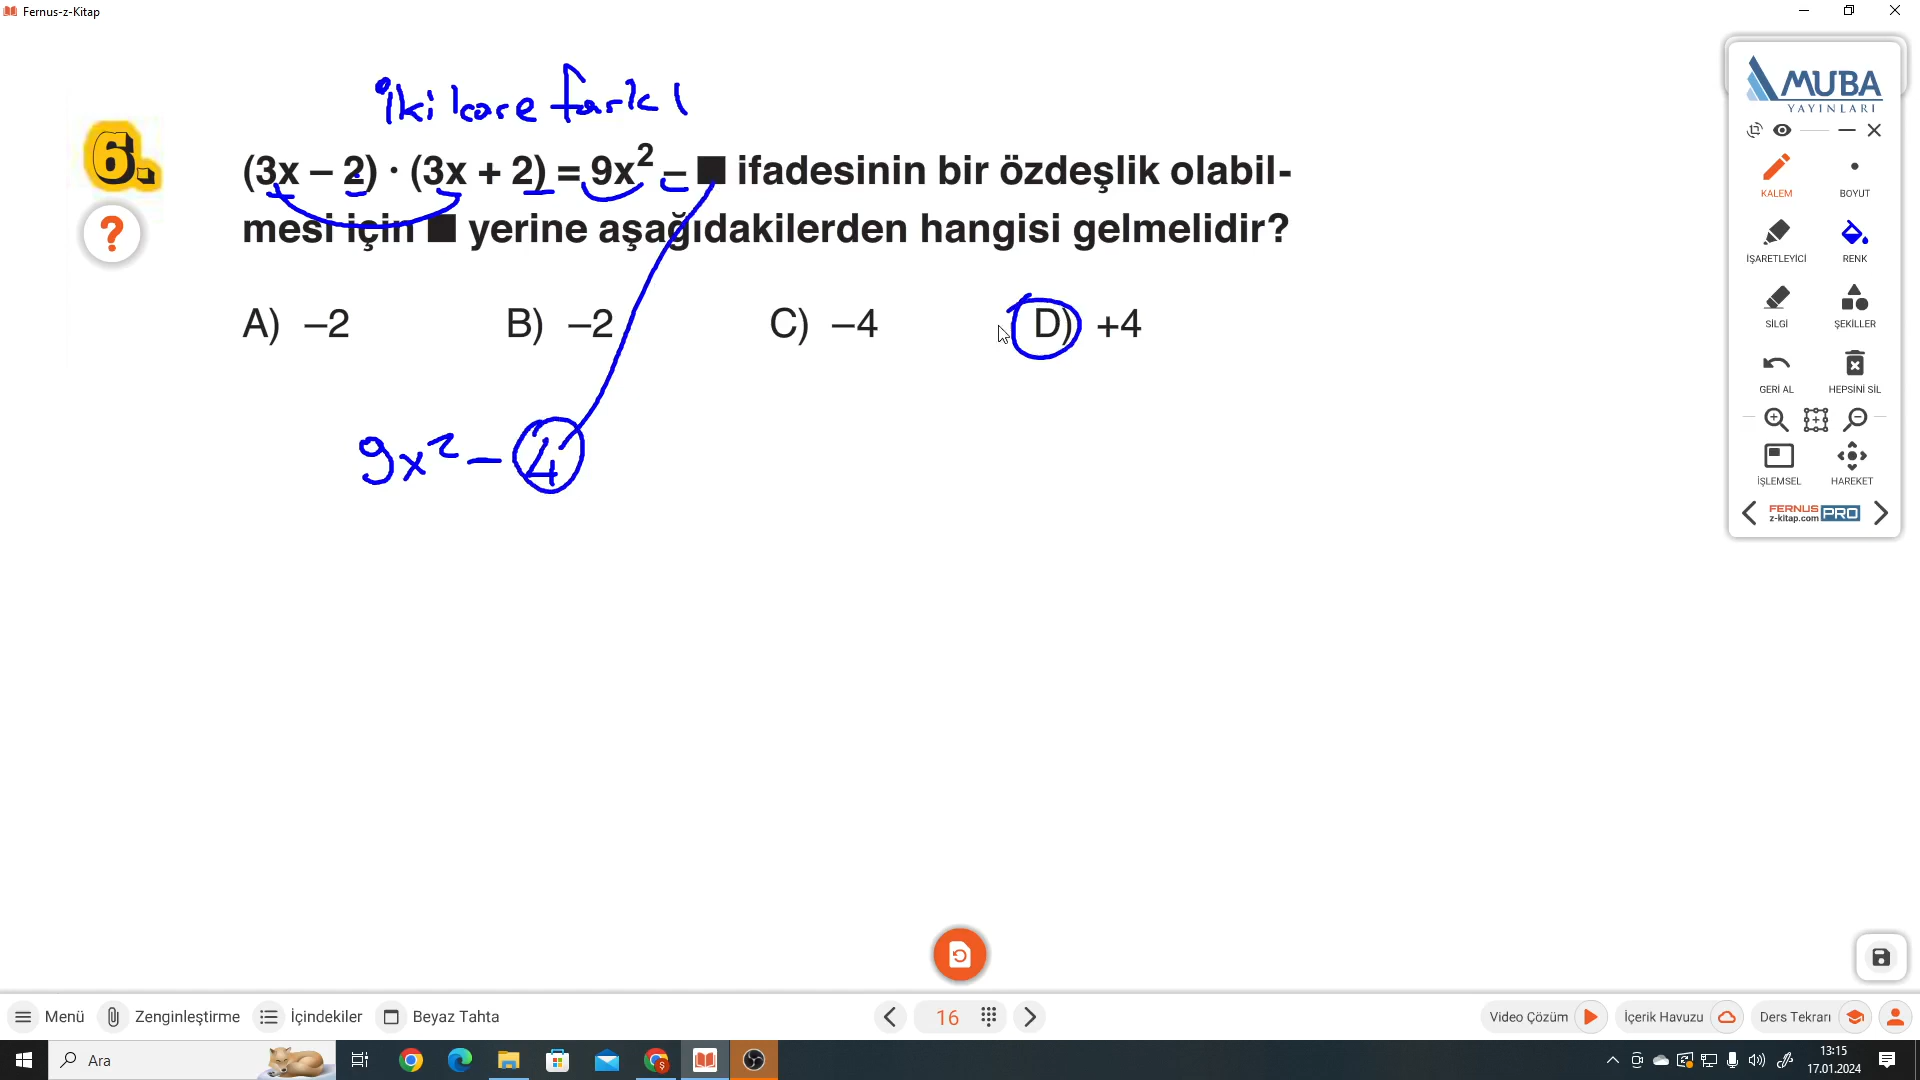 Fernus-z-Kitap
iki kare farkı
6.
(3x – 2) · (3x + 2) = 9x² – ■ ifadesinin bir özdeşlik olabil-
mesi için ■ yerine aşağıdakilerden hangisi gelmelidir?
?
A) –2 B) –2 C) –4 D) +4
9x² – 4
MUBA
YAYINLARI
KALEM BOYUT
İŞARETLEYİCİ RENK
SİLGİ ŞEKİLLER
GERİ AL HEPSİNİ SİL
İŞLEMSEL HAREKET
FERNUS PRO
z-kitap.com
Menü Zenginleştirme İçindekiler Beyaz Tahta 16 Video Çözüm İçerik Havuzu Ders Tekrarı
Ara
13:15
17.01.2024